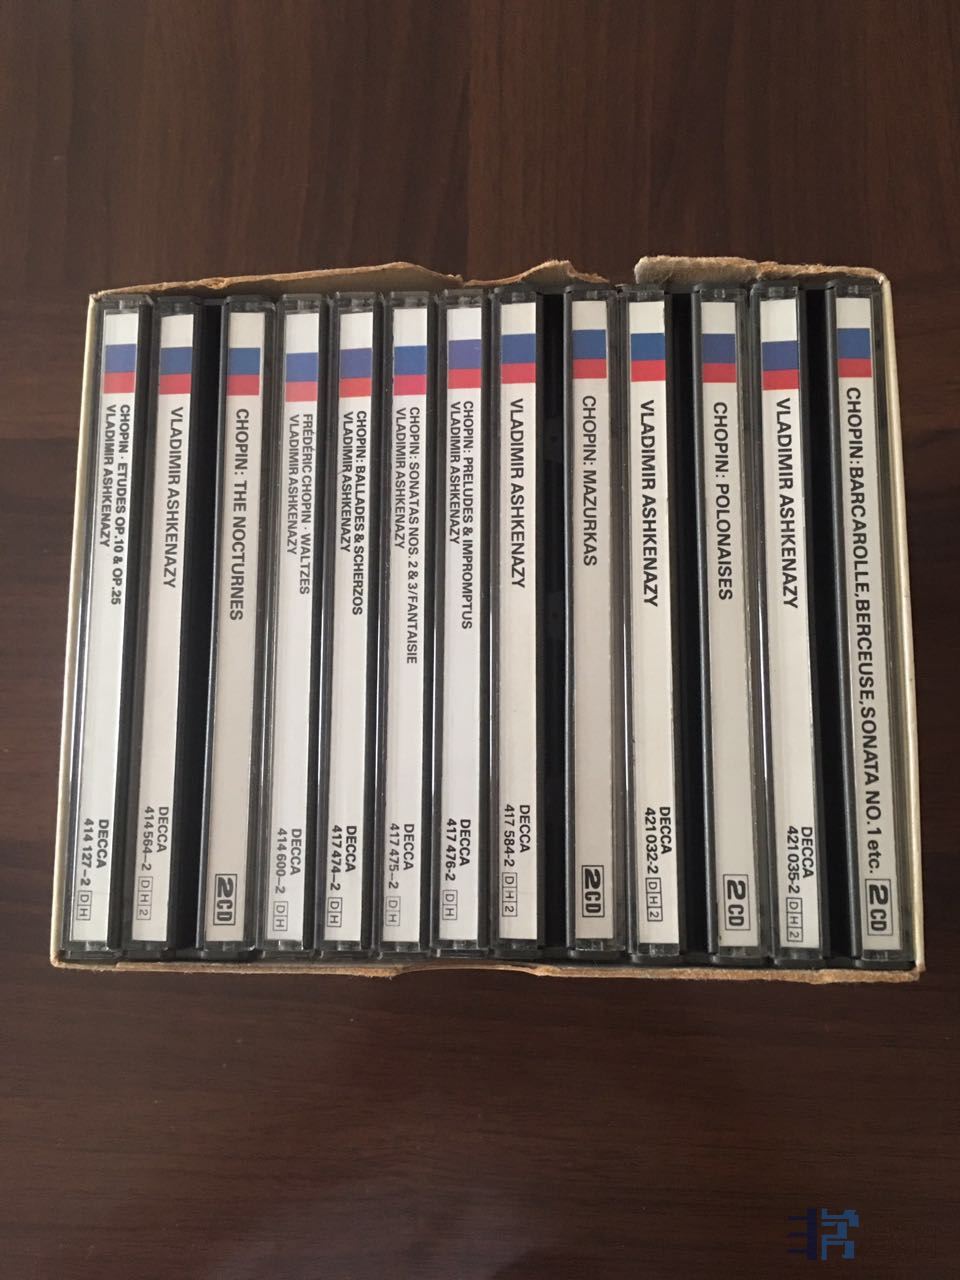 CHOPIN · ETUDES OP.10 & OP.25
VLADIMIR ASHKENAZY
DECCA
414 127-2 DH
VLADIMIR ASHKENAZY
DECCA
414 564-2 DH2
CHOPIN: THE NOCTURNES
2CD
FRÉDÉRIC CHOPIN · WALTZES
VLADIMIR ASHKENAZY
DECCA
414 600-2 DH
CHOPIN: BALLADES & SCHERZOS
VLADIMIR ASHKENAZY
DECCA
417 474-2 DH
CHOPIN: SONATAS NOS. 2 & 3/FANTAISIE
VLADIMIR ASHKENAZY
DECCA
417 475-2 DH
CHOPIN: PRELUDES & IMPROMPTUS
VLADIMIR ASHKENAZY
DECCA
417 476-2 DH
VLADIMIR ASHKENAZY
DECCA
417 584-2 DH2
CHOPIN: MAZURKAS
2CD
VLADIMIR ASHKENAZY
DECCA
421 032-2 DH2
CHOPIN: POLONAISES
2CD
VLADIMIR ASHKENAZY
DECCA
421 035-2 DH2
CHOPIN: BARCAROLLE, BERCEUSE, SONATA NO.1 etc. 2CD